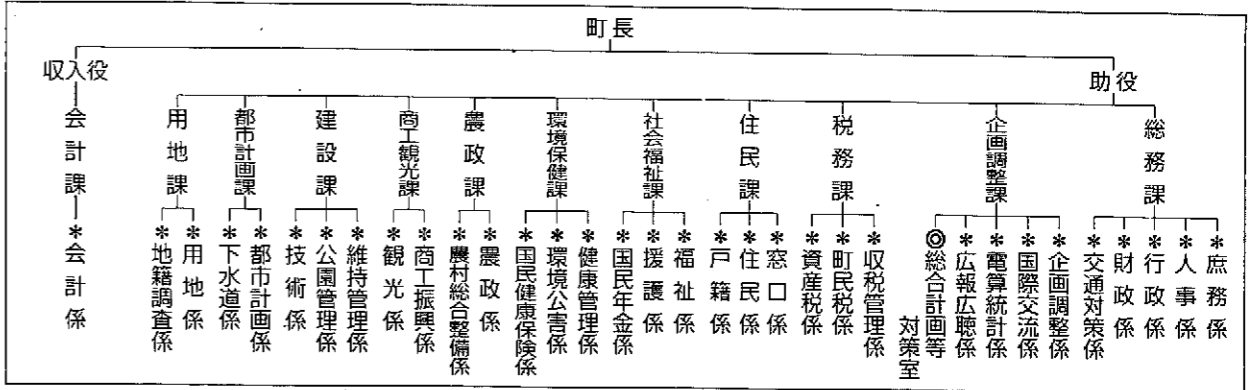 町長
助役
総務課
*庶務係
*人事係
*行政係
*財政係
*交通対策係
企画調整課
*企画調整係
*国際交流係
*電算統計係
*広報広聴係
◎総合計画等
対策室
税務課
*収税管理係
*町民税係
*資産税係
住民課
*窓口係
*住民係
*戸籍係
社会福祉課
*福祉係
*援護係
*国民年金係
環境保健課
*健康管理係
*環境公害係
*国民健康保険係
農政課
*農政係
*農村総合整備係
商工観光課
*商工振興係
*観光係
建設課
*維持管理係
*公園管理係
*技術係
都市計画課
*都市計画係
*下水道係
用地課
*用地係
*地籍調査係
収入役
会計課
*会計係